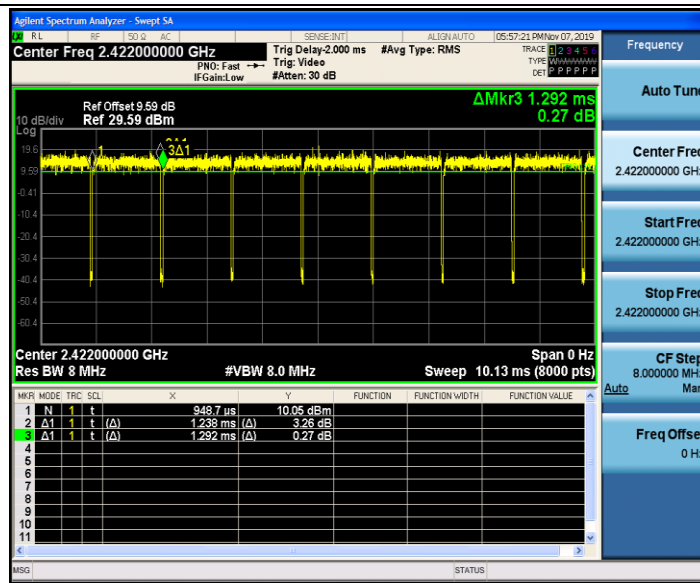 Agilent Spectrum Analyzer - Swept SA
RL RF 50 Ω AC SENSE:INT ALIGNAUTO 05:57:21 PMNov 07, 2019
Center Freq 2.422000000 GHz
PNO: Fast
IFGain:Low
Trig Delay-2.000 ms
Trig: Video
#Atten: 30 dB
#Avg Type: RMS
TRACE 1 2 3 4 5 6
TYPE W
DET P P P P P P
ΔMkr3 1.292 ms
0.27 dB
Ref Offset 9.59 dB
10 dB/div Ref 29.59 dBm
Log
19.6
9.59
-0.41
-10.4
-20.4
-30.4
-40.4
-50.4
-60.4
1
3Δ1
Center 2.422000000 GHz Span 0 Hz
Res BW 8 MHz #VBW 8.0 MHz Sweep 10.13 ms (8000 pts)
MKR MODE TRC SCL X Y FUNCTION FUNCTION WIDTH FUNCTION VALUE
1 N 1 t 948.7 us 10.05 dBm
2 Δ1 1 t (Δ) 1.238 ms (Δ) 3.26 dB
3 Δ1 1 t (Δ) 1.292 ms (Δ) 0.27 dB
4
5
6
7
8
9
10
11
MSG STATUS
Frequency
Auto Tune
Center Freq
2.422000000 GHz
Start Freq
2.422000000 GHz
Stop Freq
2.422000000 GHz
CF Step
8.000000 MHz
Auto Man
Freq Offset
0 Hz